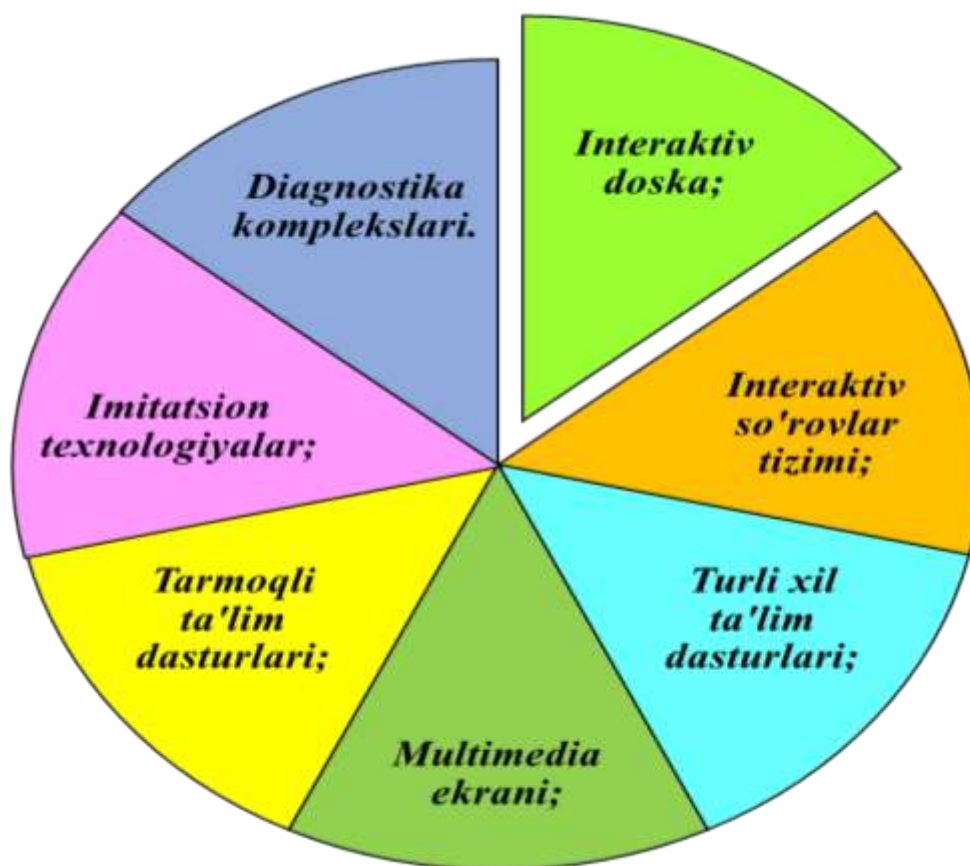 Interaktiv
doska;
Interaktiv
so'rovlar
tizimi;
Turli xil
ta'lim
dasturlari;
Multimedia
ekrani;
Tarmoqli
ta'lim
dasturlari;
Imitatsion
texnologiyalar;
Diagnostika
komplekslari.